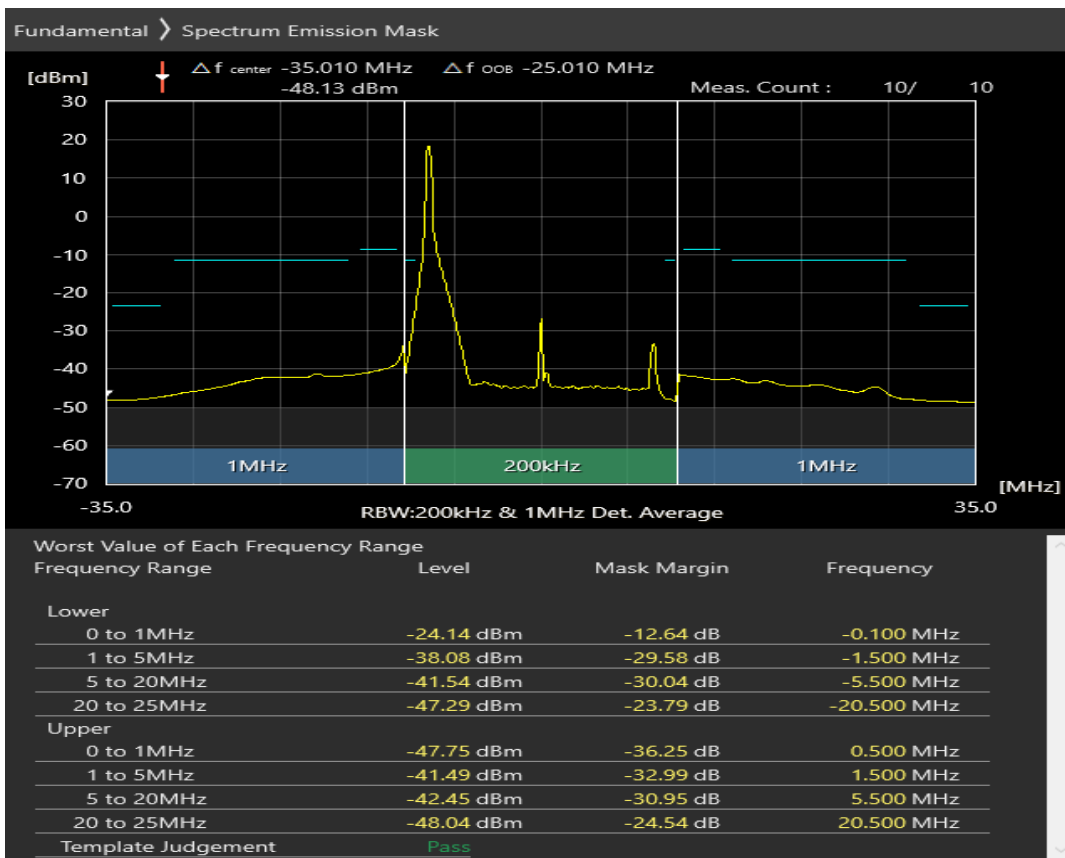 Fundamental ❯ Spectrum Emission Mask
[dBm] △f center -35.010 MHz △f OOB -25.010 MHz
-48.13 dBm Meas. Count : 10/ 10
30
20
10
0
-10
-20
-30
-40
-50
-60
1MHz 200kHz 1MHz
-70
[MHz]
-35.0 RBW:200kHz & 1MHz Det. Average 35.0
Worst Value of Each Frequency Range
Frequency Range Level Mask Margin Frequency
Lower
0 to 1MHz -24.14 dBm -12.64 dB -0.100 MHz
1 to 5MHz -38.08 dBm -29.58 dB -1.500 MHz
5 to 20MHz -41.54 dBm -30.04 dB -5.500 MHz
20 to 25MHz -47.29 dBm -23.79 dB -20.500 MHz
Upper
0 to 1MHz -47.75 dBm -36.25 dB 0.500 MHz
1 to 5MHz -41.49 dBm -32.99 dB 1.500 MHz
5 to 20MHz -42.45 dBm -30.95 dB 5.500 MHz
20 to 25MHz -48.04 dBm -24.54 dB 20.500 MHz
Template Judgement Pass